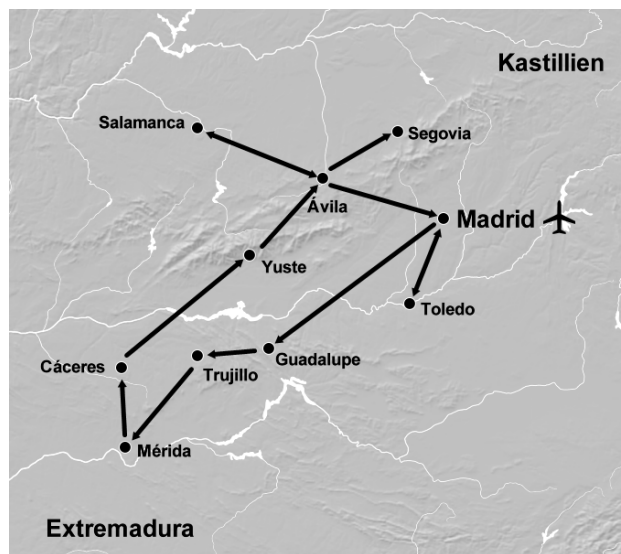 Kastillien
Salamanca
Segovia
Ávila
Madrid
Yuste
Toledo
Guadalupe
Cáceres
Trujillo
Mérida
Extremadura